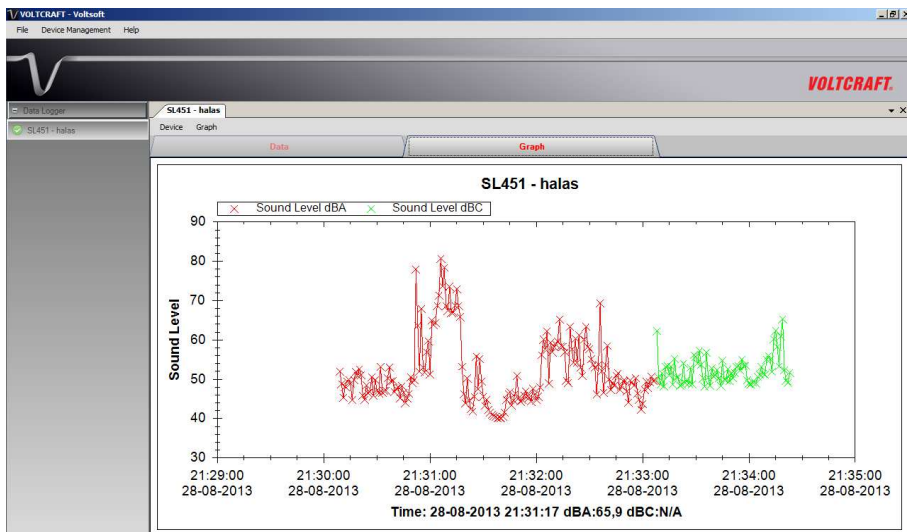 VOLTCRAFT - Voltsoft
File Device Management Help
VOLTCRAFT.
Data Logger
SL451 - halas
SL451 - halas
Device Graph
Data Graph
SL451 - halas
Sound Level dBA Sound Level dBC
Sound Level
90
80
70
60
50
40
30
21:29:00 21:30:00 21:31:00 21:32:00 21:33:00 21:34:00 21:35:00
28-08-2013 28-08-2013 28-08-2013 28-08-2013 28-08-2013 28-08-2013 28-08-2013
Time: 28-08-2013 21:31:17 dBA:65,9 dBC:N/A